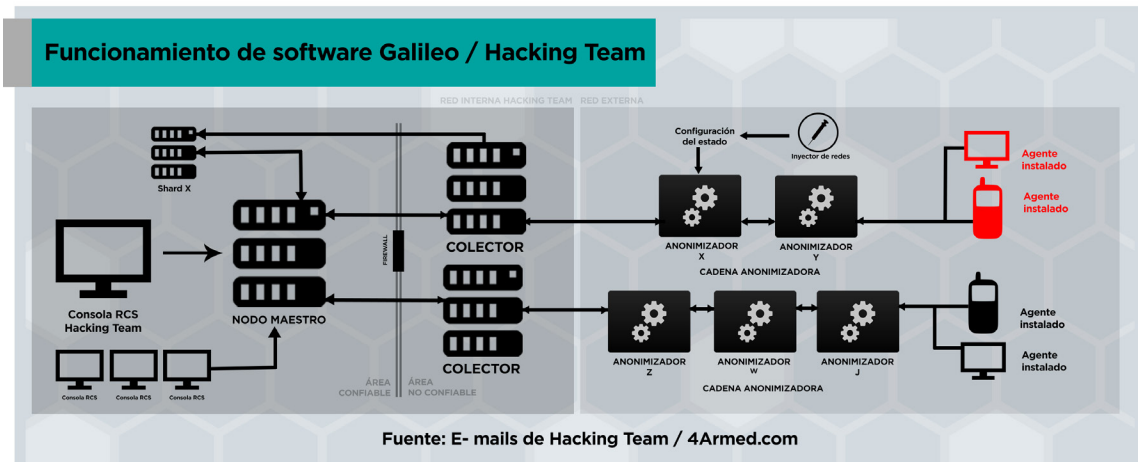 Funcionamiento de software Galileo / Hacking Team
RED INTERNA HACKING TEAM
RED EXTERNA
Shard X
Consola RCS
Hacking Team
Consola RCS
Consola RCS
Consola RCS
NODO MAESTRO
FIREWALL
ÁREA
CONFIABLE
ÁREA
NO CONFIABLE
COLECTOR
COLECTOR
Configuración
del estado
Inyector de redes
ANONIMIZADOR
X
ANONIMIZADOR
Y
CADENA ANONIMIZADORA
Agente
instalado
Agente
instalado
ANONIMIZADOR
Z
ANONIMIZADOR
W
ANONIMIZADOR
J
CADENA ANONIMIZADORA
Agente
instalado
Agente
instalado
Fuente: E- mails de Hacking Team / 4Armed.com